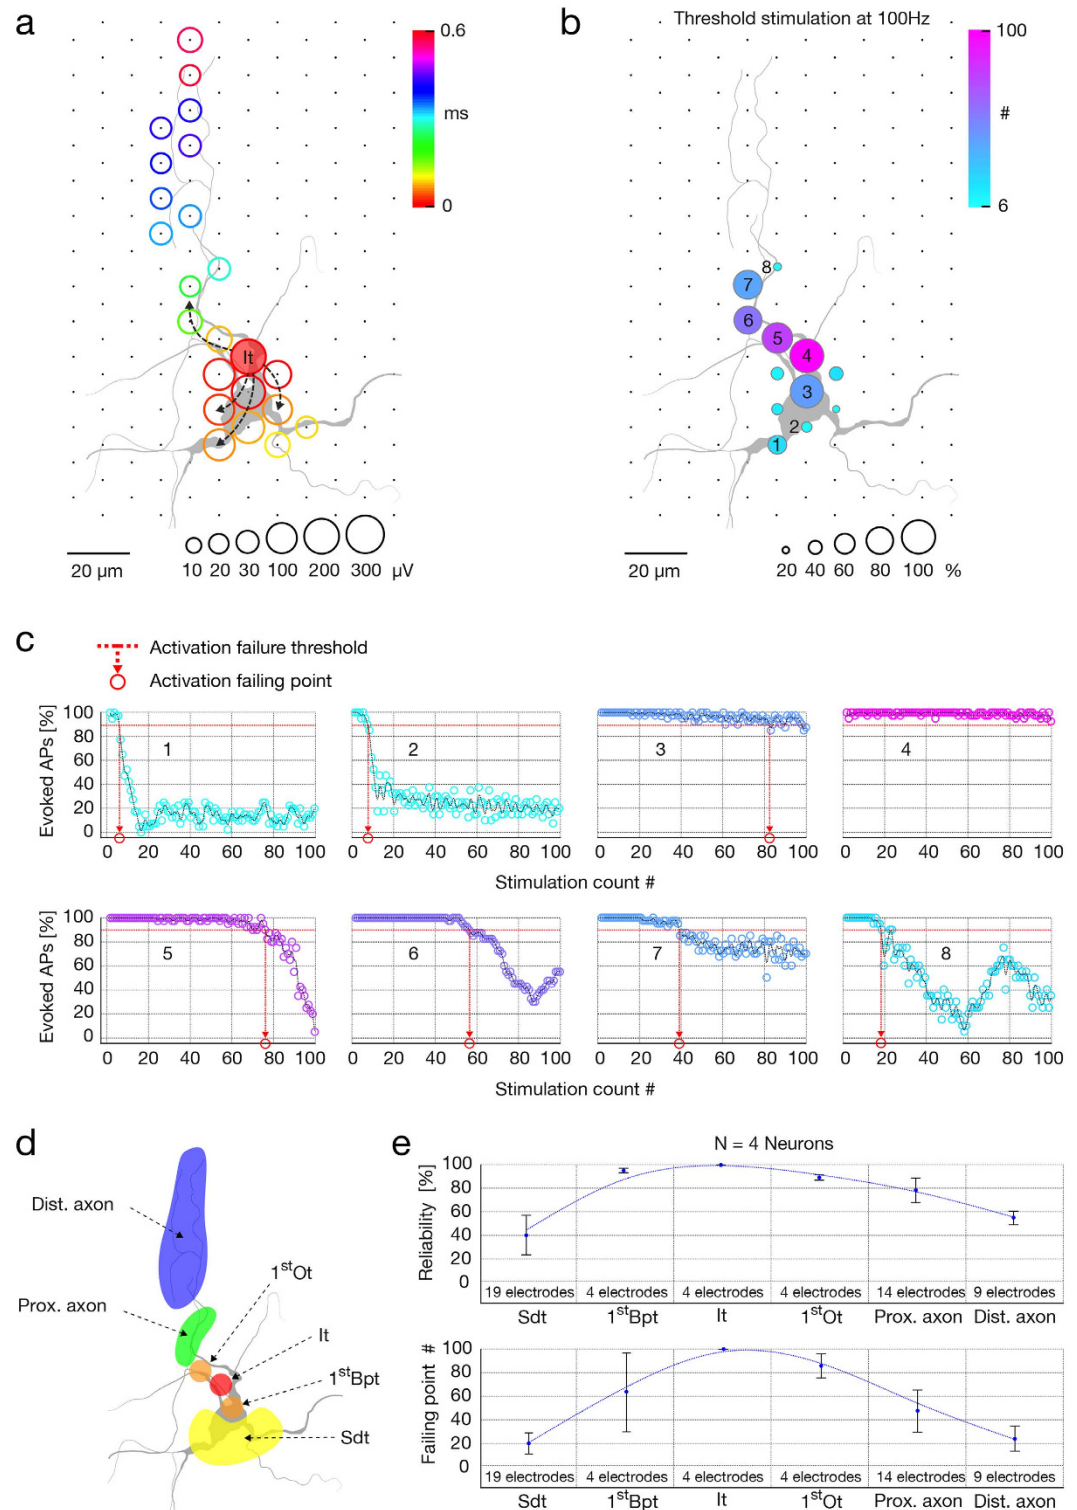 a
0.6
ms
0
It
20 µm
10 20 30 100 200 300 µV
b
Threshold stimulation at 100Hz
100
#
6
8
7
6
5
4
3
2
1
20 µm
20 40 60 80 100 %
c
Activation failure threshold
Activation failing point
Evoked APs [%]
100
80
60
40
20
0
1
2
3
4
0 20 40 60 80 100
0 20 40 60 80 100
0 20 40 60 80 100
0 20 40 60 80 100
Stimulation count #
Evoked APs [%]
100
80
60
40
20
0
5
6
7
8
0 20 40 60 80 100
0 20 40 60 80 100
0 20 40 60 80 100
0 20 40 60 80 100
Stimulation count #
d
Dist. axon
1stOt
Prox. axon
It
1stBpt
Sdt
e
N = 4 Neurons
Reliability [%]
100
80
60
40
20
0
19 electrodes 4 electrodes 4 electrodes 4 electrodes 14 electrodes 9 electrodes
Sdt 1stBpt It 1stOt Prox. axon Dist. axon
Failing point #
100
80
60
40
20
0
19 electrodes 4 electrodes 4 electrodes 4 electrodes 14 electrodes 9 electrodes
Sdt 1stBpt It 1stOt Prox. axon Dist. axon